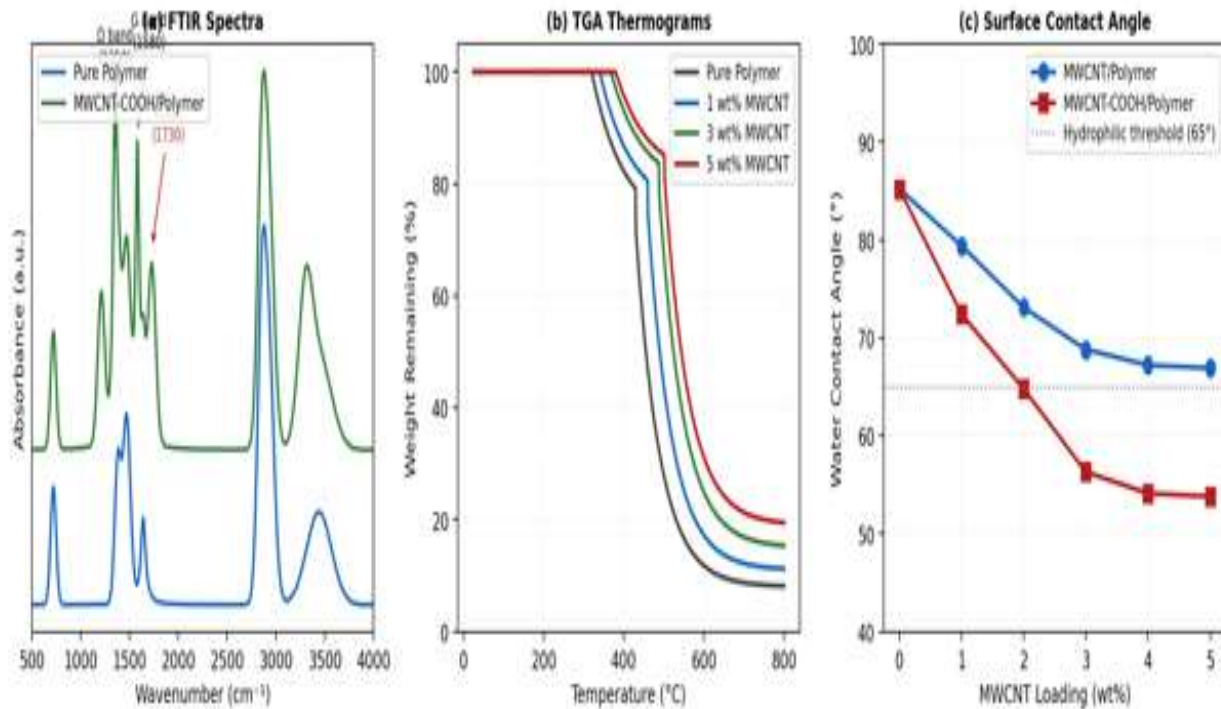 (a) FTIR Spectra
D band
Pure Polymer
MWCNT-COOH/Polymer
(1730)
Absorbance (a.u.)
500 1000 1500 2000 2500 3000 3500 4000
Wavenumber (cm⁻¹)
(b) TGA Thermograms
Pure Polymer
1 wt% MWCNT
3 wt% MWCNT
5 wt% MWCNT
Weight Remaining (%)
100
80
60
40
20
0
0 200 400 600 800
Temperature (°C)
(c) Surface Contact Angle
MWCNT/Polymer
MWCNT-COOH/Polymer
Hydrophilic threshold (65°)
Water Contact Angle (°)
100
90
80
70
60
50
40
0 1 2 3 4 5
MWCNT Loading (wt%)